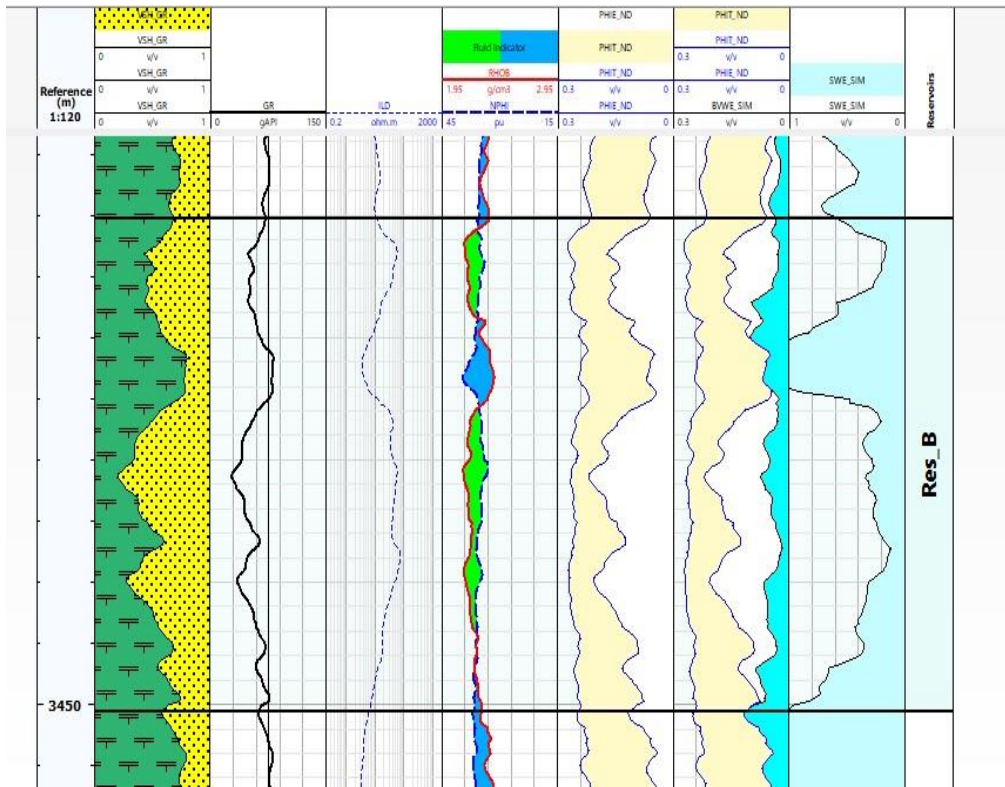 Reference
(m)
1:120
VSH_GR
VSH_GR
0 v/v 1
VSH_GR
0 v/v 1
VSH_GR
0 v/v 1
GR
0 gAPI 150
ILD
0.2 ohm.m 2000
Fluid Indicator
RHOB
1.95 g/cm3 2.95
NPHI
45 pu 15
PHIE_ND
PHIT_ND
PHIT_ND
0.3 v/v 0
PHIE_ND
0.3 v/v 0
PHIT_ND
PHIT_ND
0.3 v/v 0
PHIE_ND
0.3 v/v 0
BVWE_SIM
0.3 v/v 0
SWE_SIM
SWE_SIM
1 v/v 0
Reservoirs
Res_B
3450